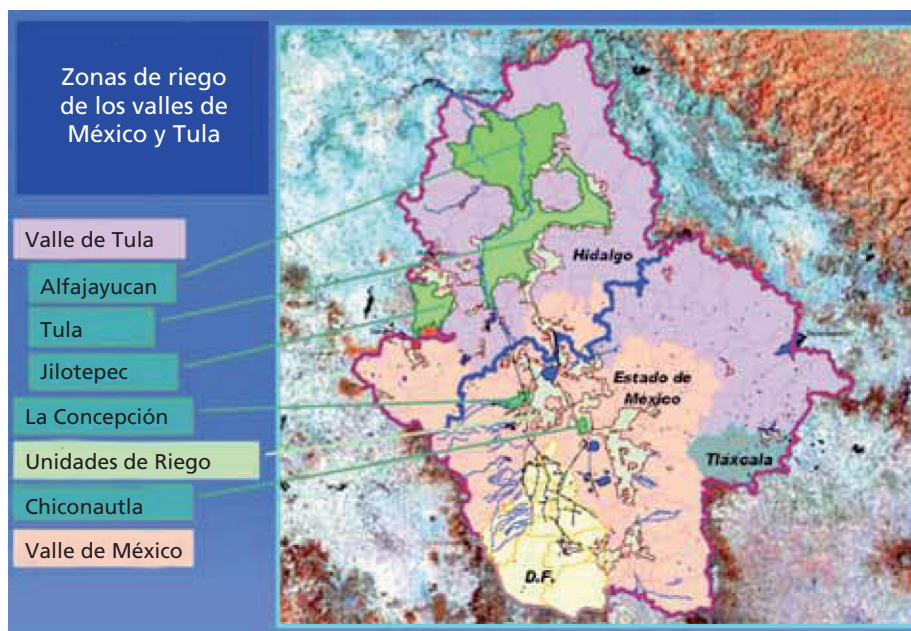 Zonas de riego
de los valles de
México y Tula
Valle de Tula
Alfajayucan
Tula
Jilotepec
La Concepción
Unidades de Riego
Chiconautla
Valle de México
Hidalgo
Estado de
Mexico
Tlaxcala
D.F.